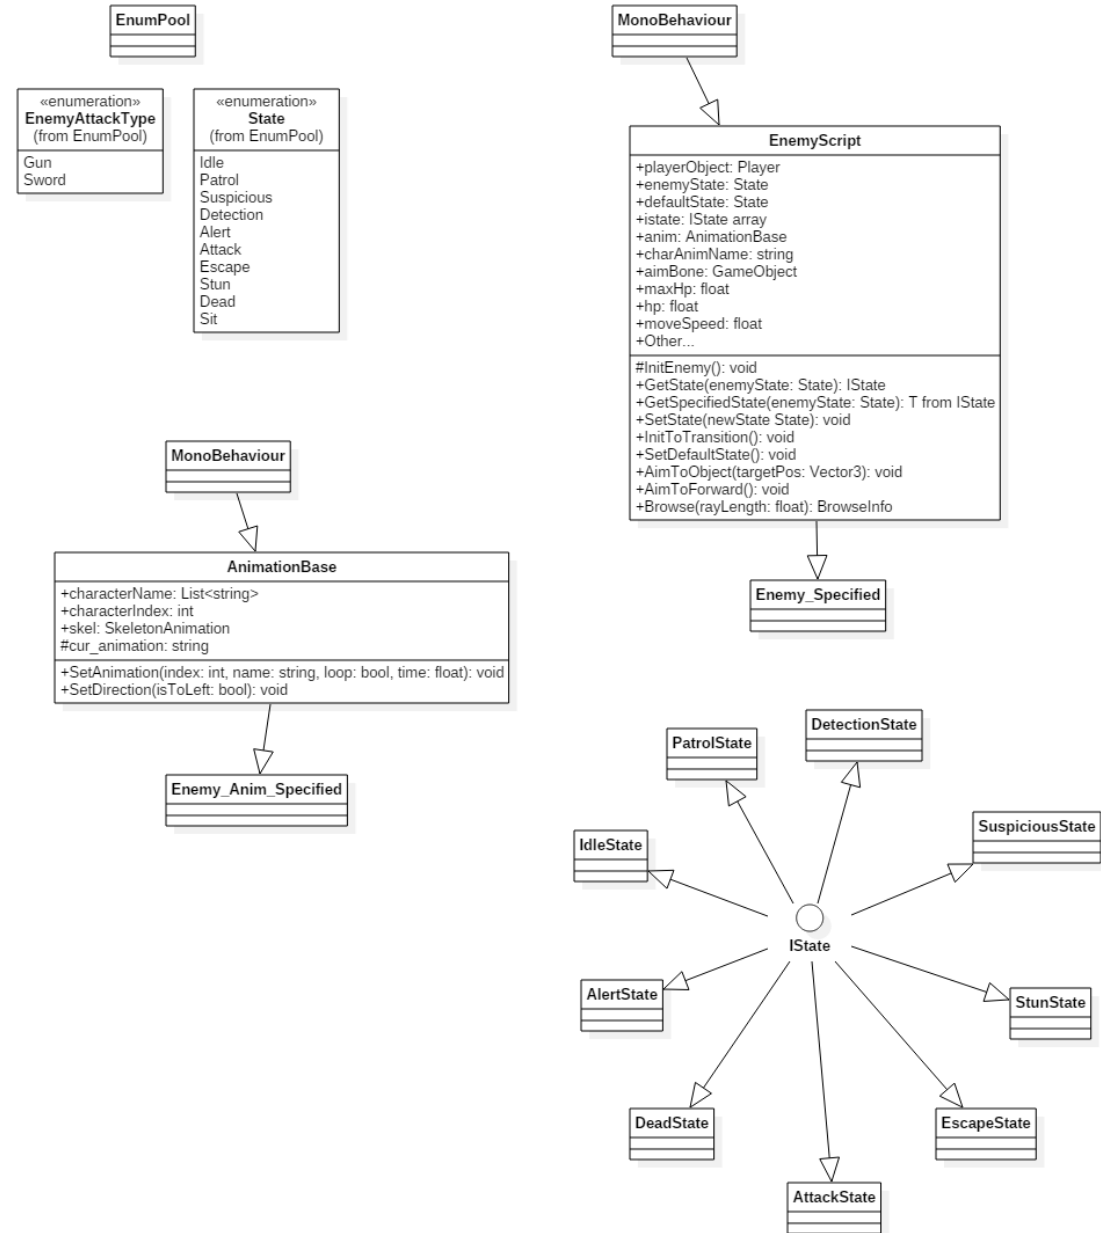 EnumPool
«enumeration»
EnemyAttackType
(from EnumPool)
Gun
Sword
«enumeration»
State
(from EnumPool)
Idle
Patrol
Suspicious
Detection
Alert
Attack
Escape
Stun
Dead
Sit
MonoBehaviour
EnemyScript
+playerObject: Player
+enemyState: State
+defaultState: State
+istate: IState array
+anim: AnimationBase
+charAnimName: string
+aimBone: GameObject
+maxHp: float
+hp: float
+moveSpeed: float
+Other...
#InitEnemy(): void
+GetState(enemyState: State): IState
+GetSpecifiedState(enemyState: State): T from IState
+SetState(newState State): void
+InitToTransition(): void
+SetDefaultState(): void
+AimToObject(targetPos: Vector3): void
+AimToForward(): void
+Browse(rayLength: float): BrowseInfo
Enemy_Specified
MonoBehaviour
AnimationBase
+characterName: List<string>
+characterIndex: int
+skel: SkeletonAnimation
#cur_animation: string
+SetAnimation(index: int, name: string, loop: bool, time: float): void
+SetDirection(isToLeft: bool): void
Enemy_Anim_Specified
PatrolState
DetectionState
IdleState
SuspiciousState
IState
AlertState
StunState
DeadState
EscapeState
AttackState